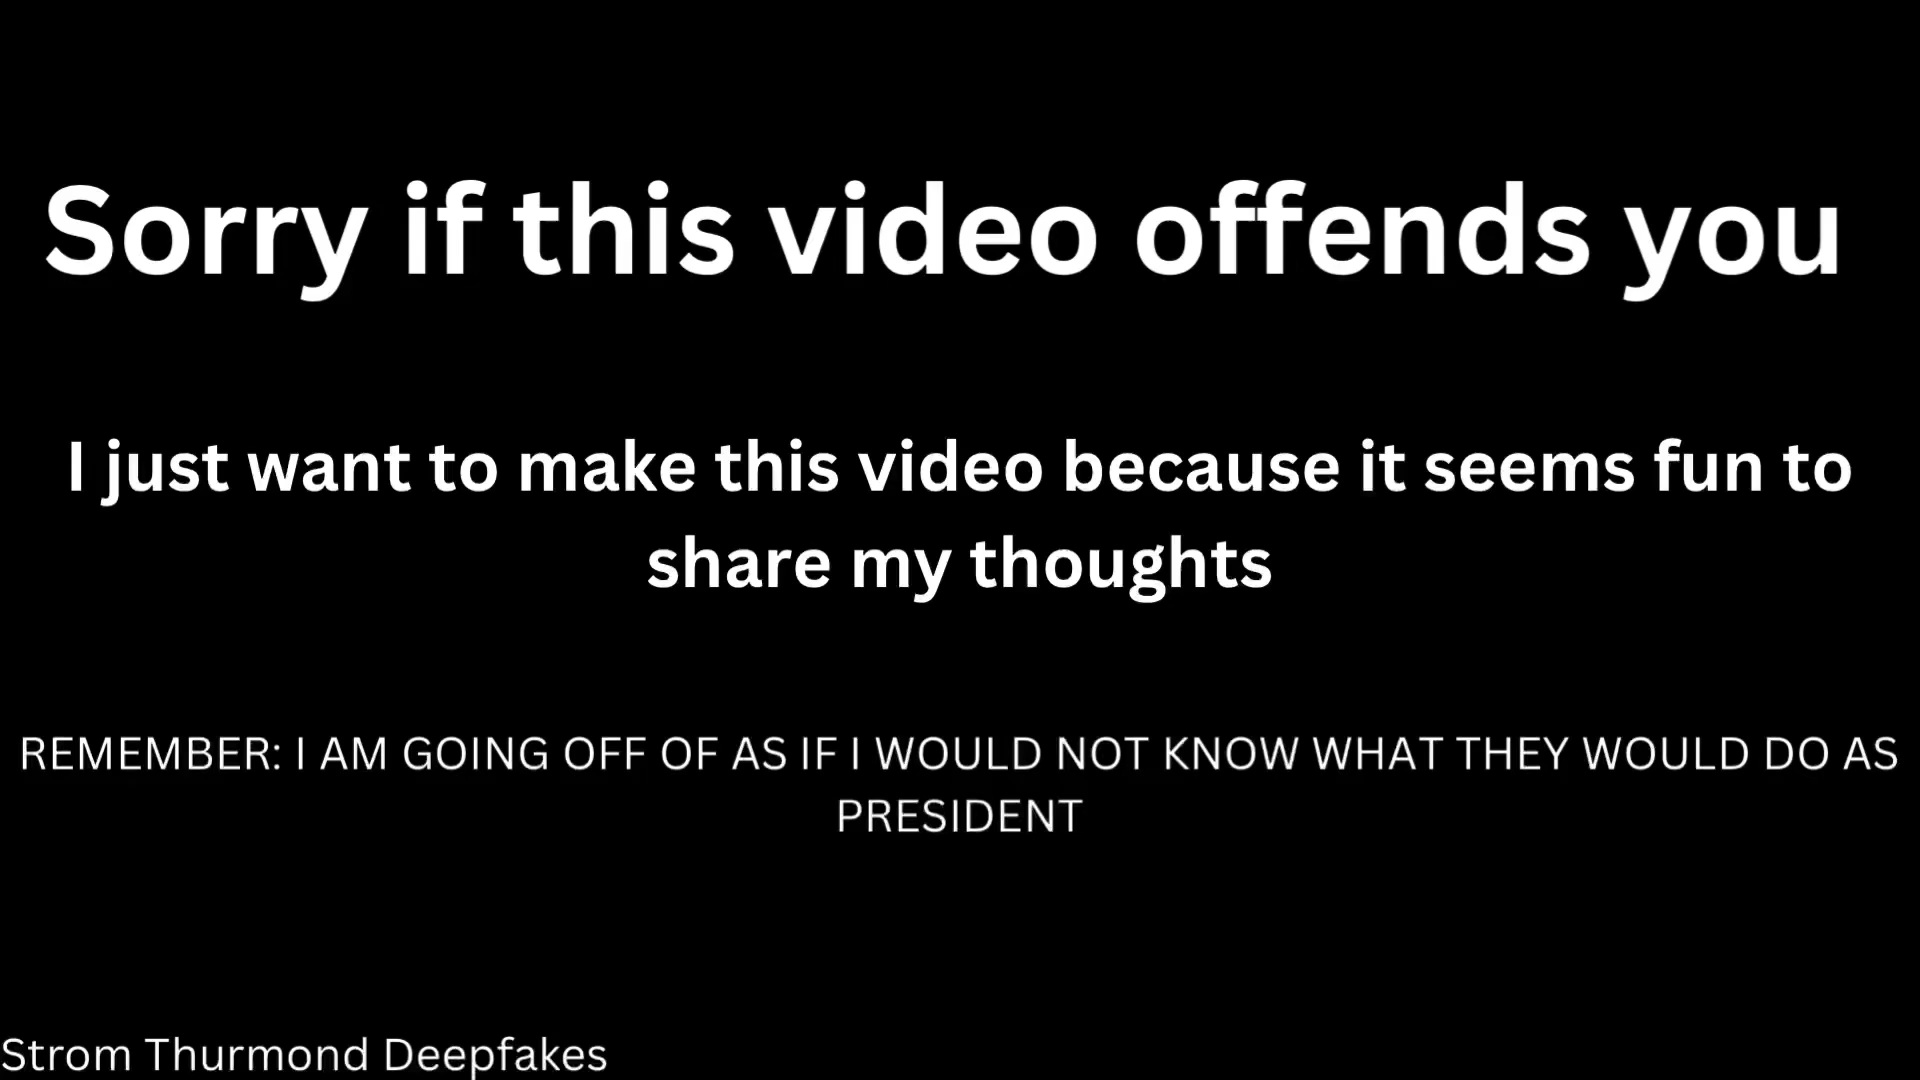 Sorry if this video offends you
I just want to make this video because it seems fun to
share my thoughts
REMEMBER: I AM GOING OFF OF AS IF I WOULD NOT KNOW WHAT THEY WOULD DO AS
PRESIDENT
Strom Thurmond Deepfakes